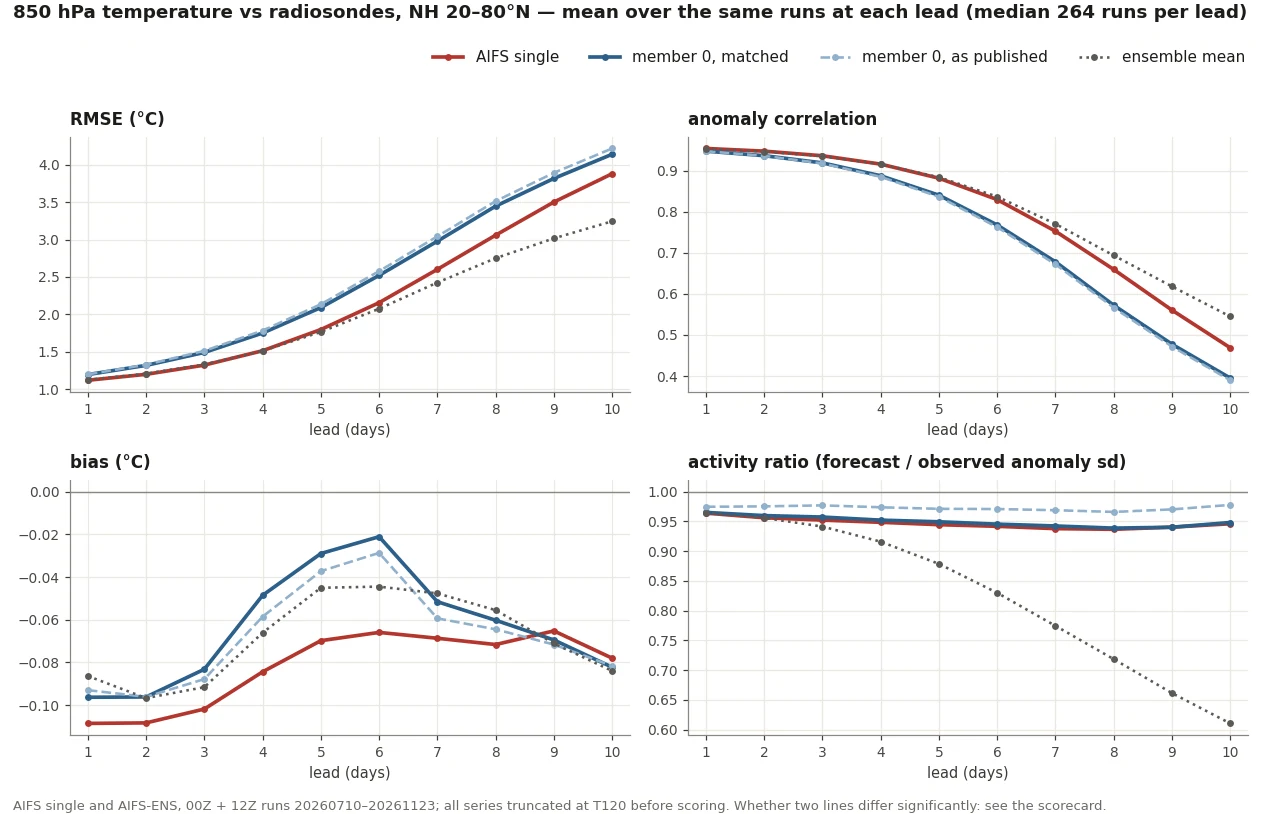 850 hPa temperature vs radiosondes, NH 20–80°N — mean over the same runs at each lead (median 264 runs per lead)
AIFS single member 0, matched member 0, as published ensemble mean
RMSE (°C)
4.0
3.5
3.0
2.5
2.0
1.5
1.0
1 2 3 4 5 6 7 8 9 10
lead (days)
anomaly correlation
0.9
0.8
0.7
0.6
0.5
0.4
1 2 3 4 5 6 7 8 9 10
lead (days)
bias (°C)
0.00
−0.02
−0.04
−0.06
−0.08
−0.10
1 2 3 4 5 6 7 8 9 10
lead (days)
activity ratio (forecast / observed anomaly sd)
1.00
0.95
0.90
0.85
0.80
0.75
0.70
0.65
0.60
1 2 3 4 5 6 7 8 9 10
lead (days)
AIFS single and AIFS-ENS, 00Z + 12Z runs 20260710–20261123; all series truncated at T120 before scoring. Whether two lines differ significantly: see the scorecard.